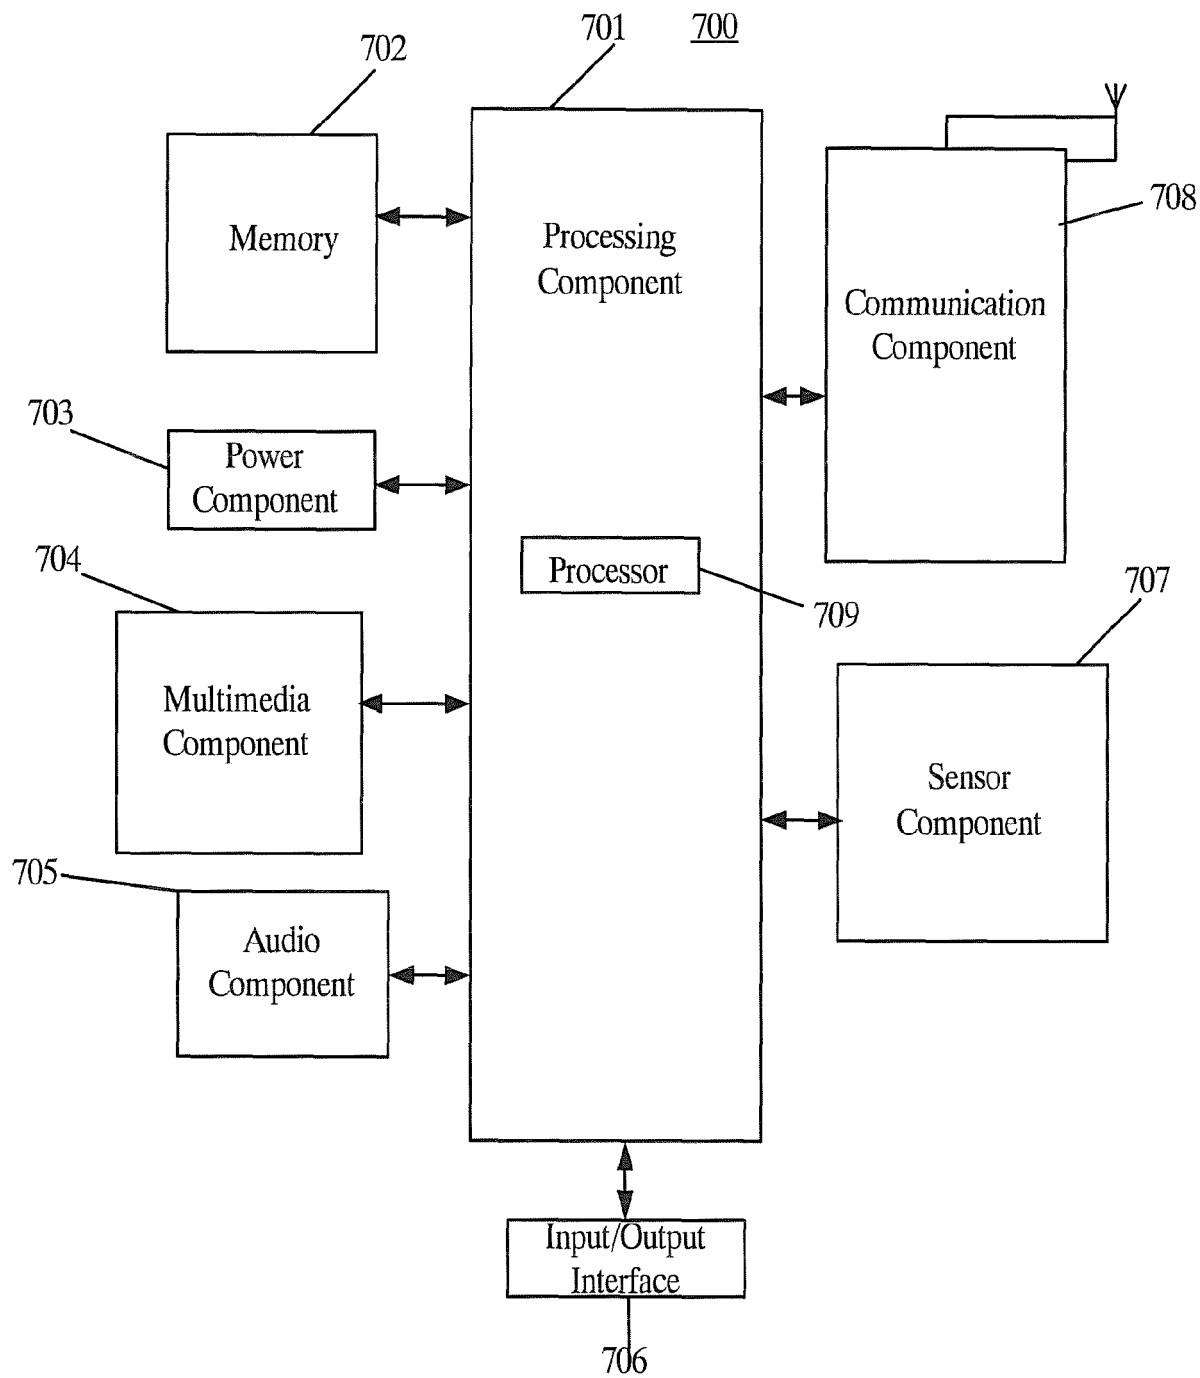 701
700
702
708
Memory
Processing
Component
Communication
Component
703
Power
Component
704
Processor
709
707
Multimedia
Component
Sensor
Component
705
Audio
Component
Input/Output
Interface
706